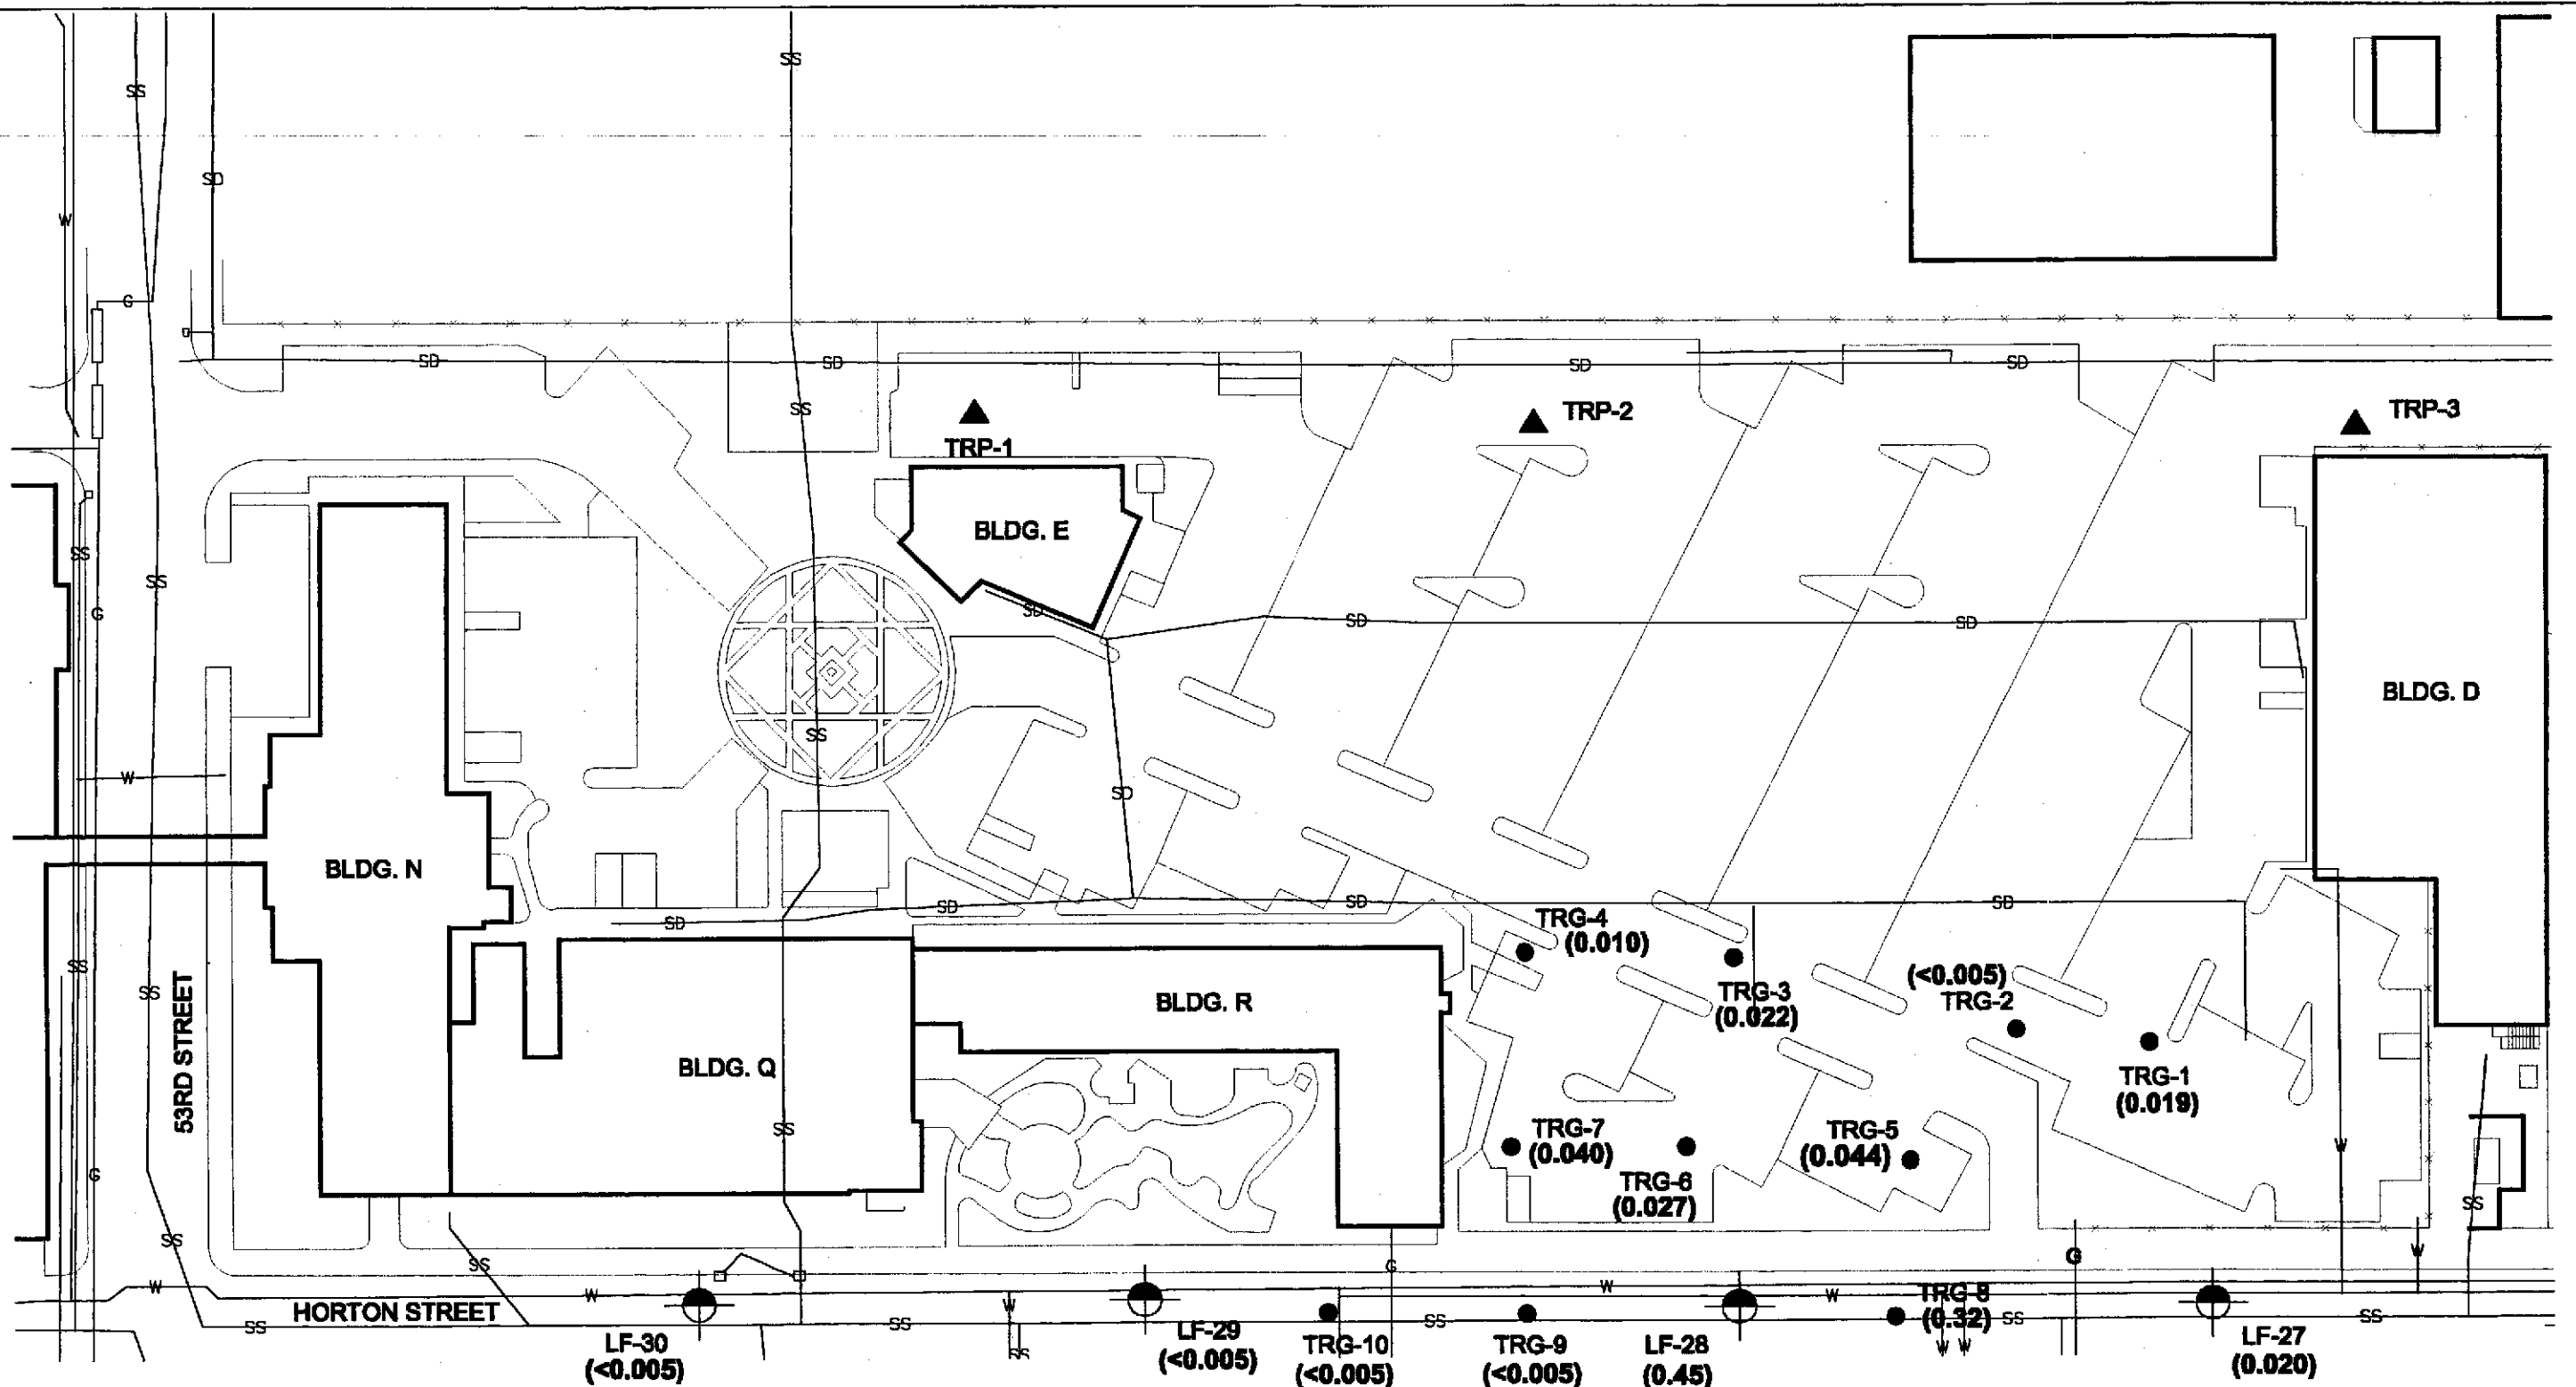 SS
SS
SD
W
G
SD
SD
SD
SD
SS
TRP-1
TRP-2
TRP-3
BLDG. E
SS
SS
G
SD
SD
SD
BLDG. D
SS
W
SD
BLDG. N
SD
SD
SD
SD
TRG-4
(0.010)
SS
SS
53RD STREET
BLDG. Q
BLDG. R
TRG-3
(0.022)
(<0.005)
TRG-2
TRG-1
(0.019)
SS
G
TRG-7
(0.040)
TRG-6
(0.027)
TRG-5
(0.044)
W
SS
SS
SS
G
G
W
W
W
W
W
W
HORTON STREET
SS
SS
SS
SS
SS
SS
W
W
LF-30
(<0.005)
LF-29
(<0.005)
TRG-10
(<0.005)
TRG-9
(<0.005)
LF-28
(0.45)
TRG-8
(0.32)
LF-27
(0.020)